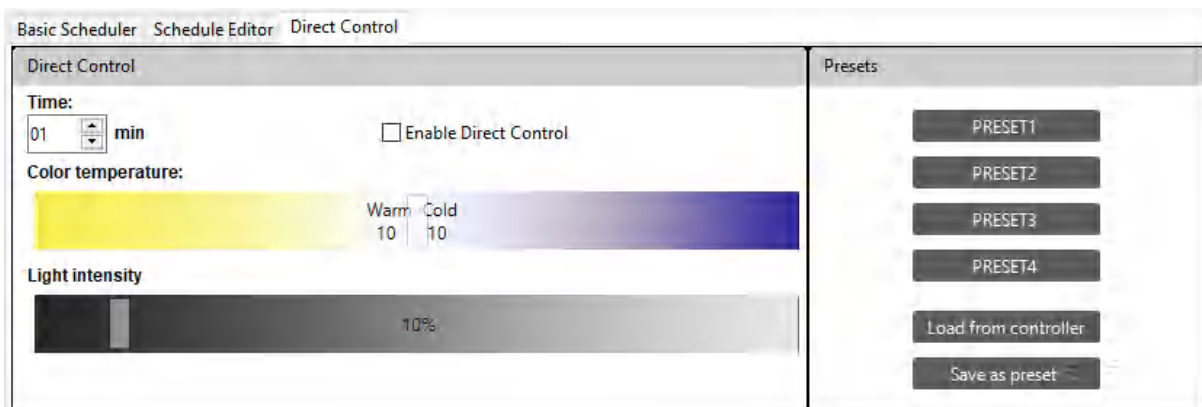 Basic Scheduler Schedule Editor Direct Control
Direct Control
Time:
01 min
Enable Direct Control
Color temperature:
Warm Cold
10 10
Light intensity
10%
Presets
PRESET1
PRESET2
PRESET3
PRESET4
Load from controller
Save as preset